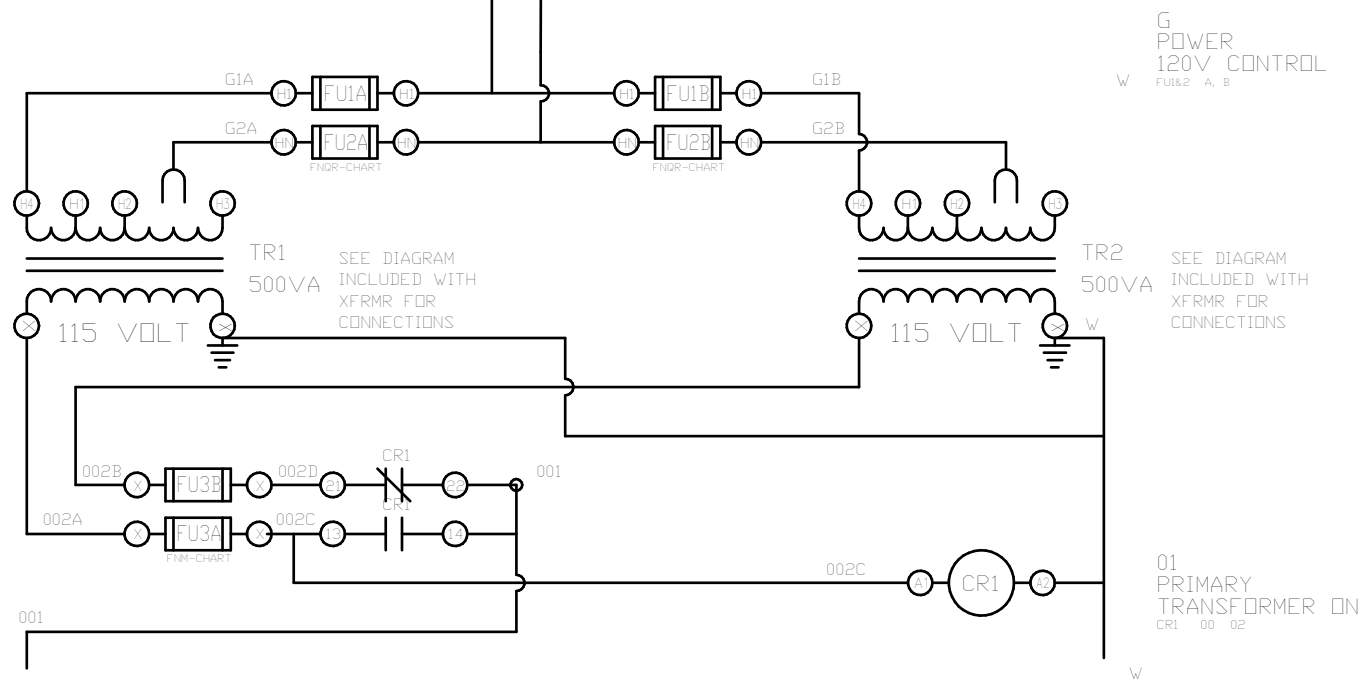 G
POWER
120V CONTROL
W
FU1&2 A, B
G1A
H1
FU1A
H1
H1
FU1B
H1
G1B
G2A
HN
FU2A
HN
HN
FU2B
HN
G2B
FNQR-CHART
FNQR-CHART
H4
H1
H2
H3
H4
H1
H2
H3
TR1
500VA
SEE DIAGRAM
INCLUDED WITH
XFRMR FOR
CONNECTIONS
TR2
500VA
SEE DIAGRAM
INCLUDED WITH
XFRMR FOR
CONNECTIONS
X
115 VOLT
X
X
115 VOLT
X
W
CR1
002B
X
FU3B
X
002D
21
22
001
CR1
002A
X
FU3A
X
002C
13
14
FNM-CHART
002C
A1
CR1
A2
01
PRIMARY
TRANSFORMER ON
CR1 00 02
001
W